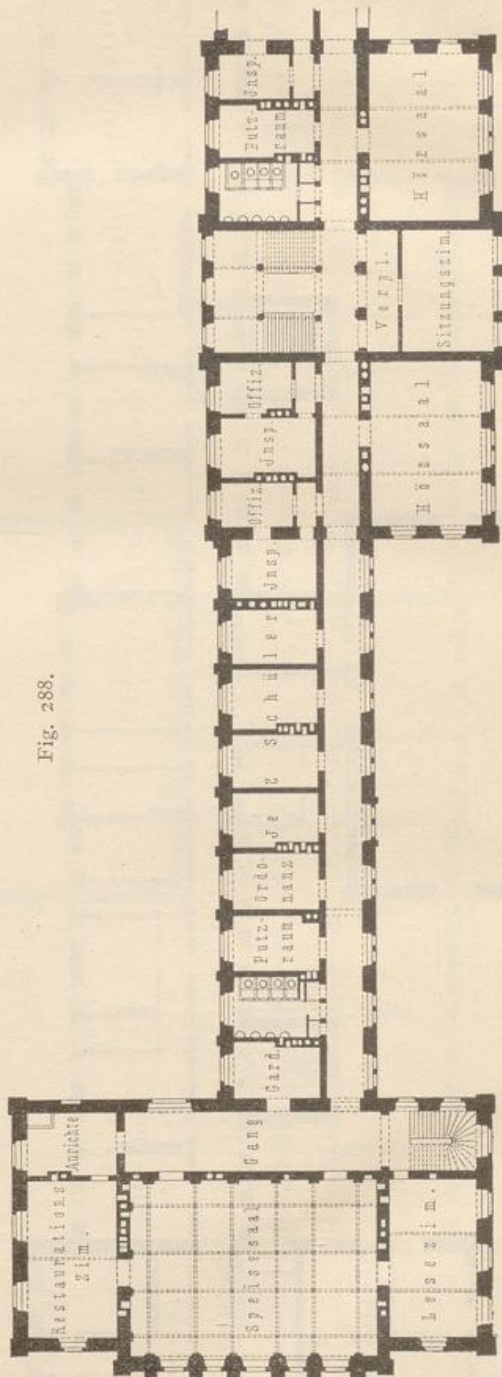 Fig. 288.
Restaurations
Zim.
Anrichte
Speisesaal
Gang
Lesezim.
Gard.
Putz-
raum
Ordo-
nanz
Je 2 Schüler
Jnsp.
Offiz.
Jnsp.
Offiz.
Putz-
raum
Jnsp.
Hörsaal
Vorpl.
Sitzungszim.
Hörsaal